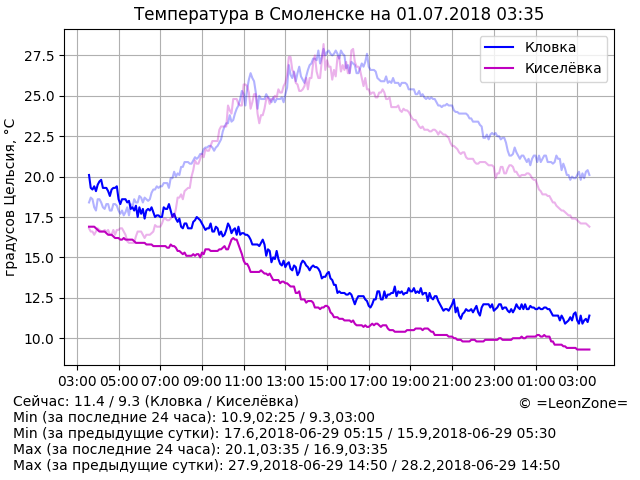 Температура в Смоленске на 01.07.2018 03:35
градусов Цельсия, °С
27.5
25.0
22.5
20.0
17.5
15.0
12.5
10.0
Кловка
Киселёвка
03:00 05:00 07:00 09:00 11:00 13:00 15:00 17:00 19:00 21:00 23:00 01:00 03:00
Сейчас: 11.4 / 9.3 (Кловка / Киселёвка)
© =LeonZone=
Min (за последние 24 часа): 10.9,02:25 / 9.3,03:00
Min (за предыдущие сутки): 17.6,2018-06-29 05:15 / 15.9,2018-06-29 05:30
Max (за последние 24 часа): 20.1,03:35 / 16.9,03:35
Max (за предыдущие сутки): 27.9,2018-06-29 14:50 / 28.2,2018-06-29 14:50